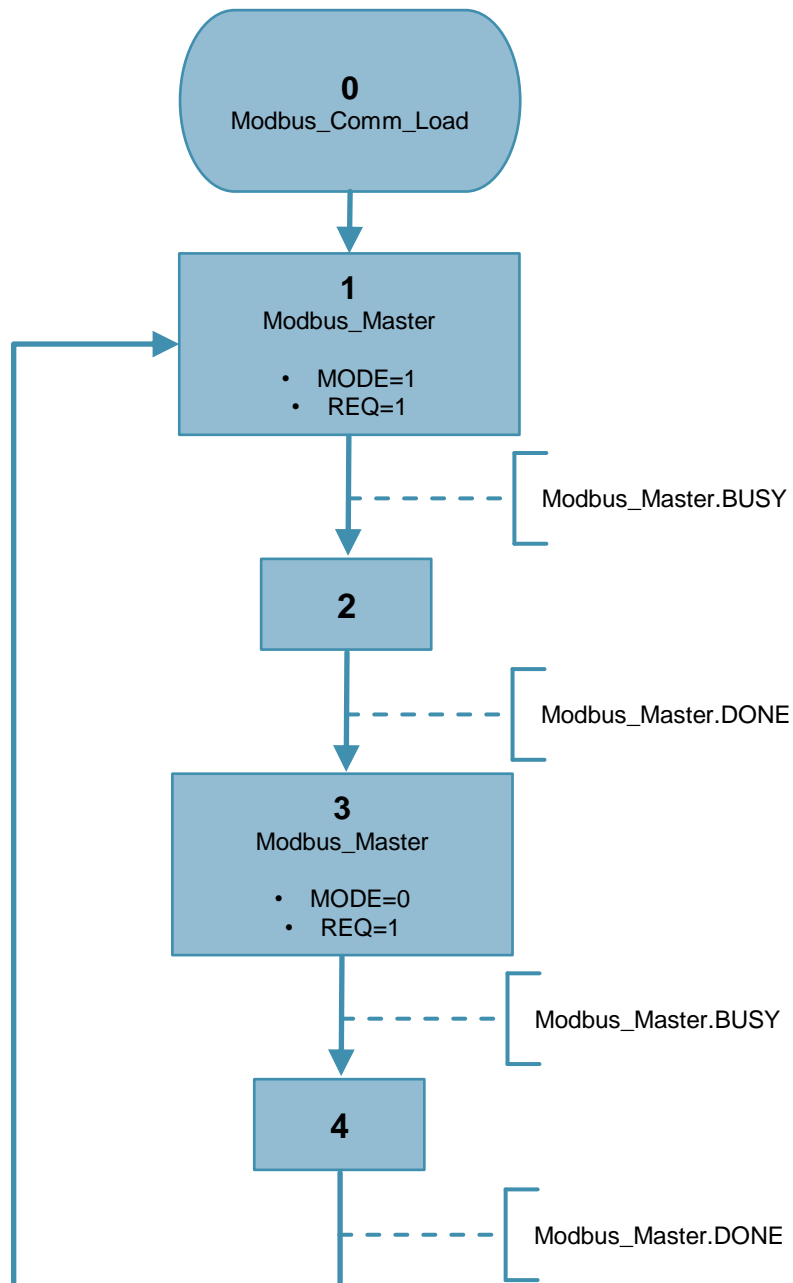 0
Modbus_Comm_Load
1
Modbus_Master
• MODE=1
• REQ=1
Modbus_Master.BUSY
2
Modbus_Master.DONE
3
Modbus_Master
• MODE=0
• REQ=1
Modbus_Master.BUSY
4
Modbus_Master.DONE